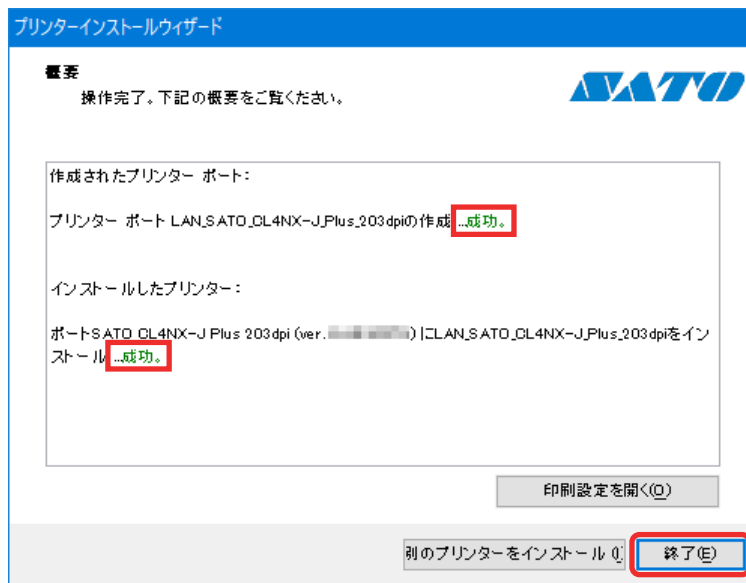 プリンターインストールウィザード
概要
操作完了。下記の概要をご覧ください。
SATO
作成されたプリンター ポート:
プリンター ポート LAN_SATO_CL4NX-J_Plus_203dpiの作成 ...成功。
インストールしたプリンター:
ポートSATO CL4NX-J Plus 203dpi (ver. ) にLAN_SATO_CL4NX-J_Plus_203dpiをイン
ストール ...成功。
印刷設定を開く(O)
別のプリンターをインストール (I
終了(E)